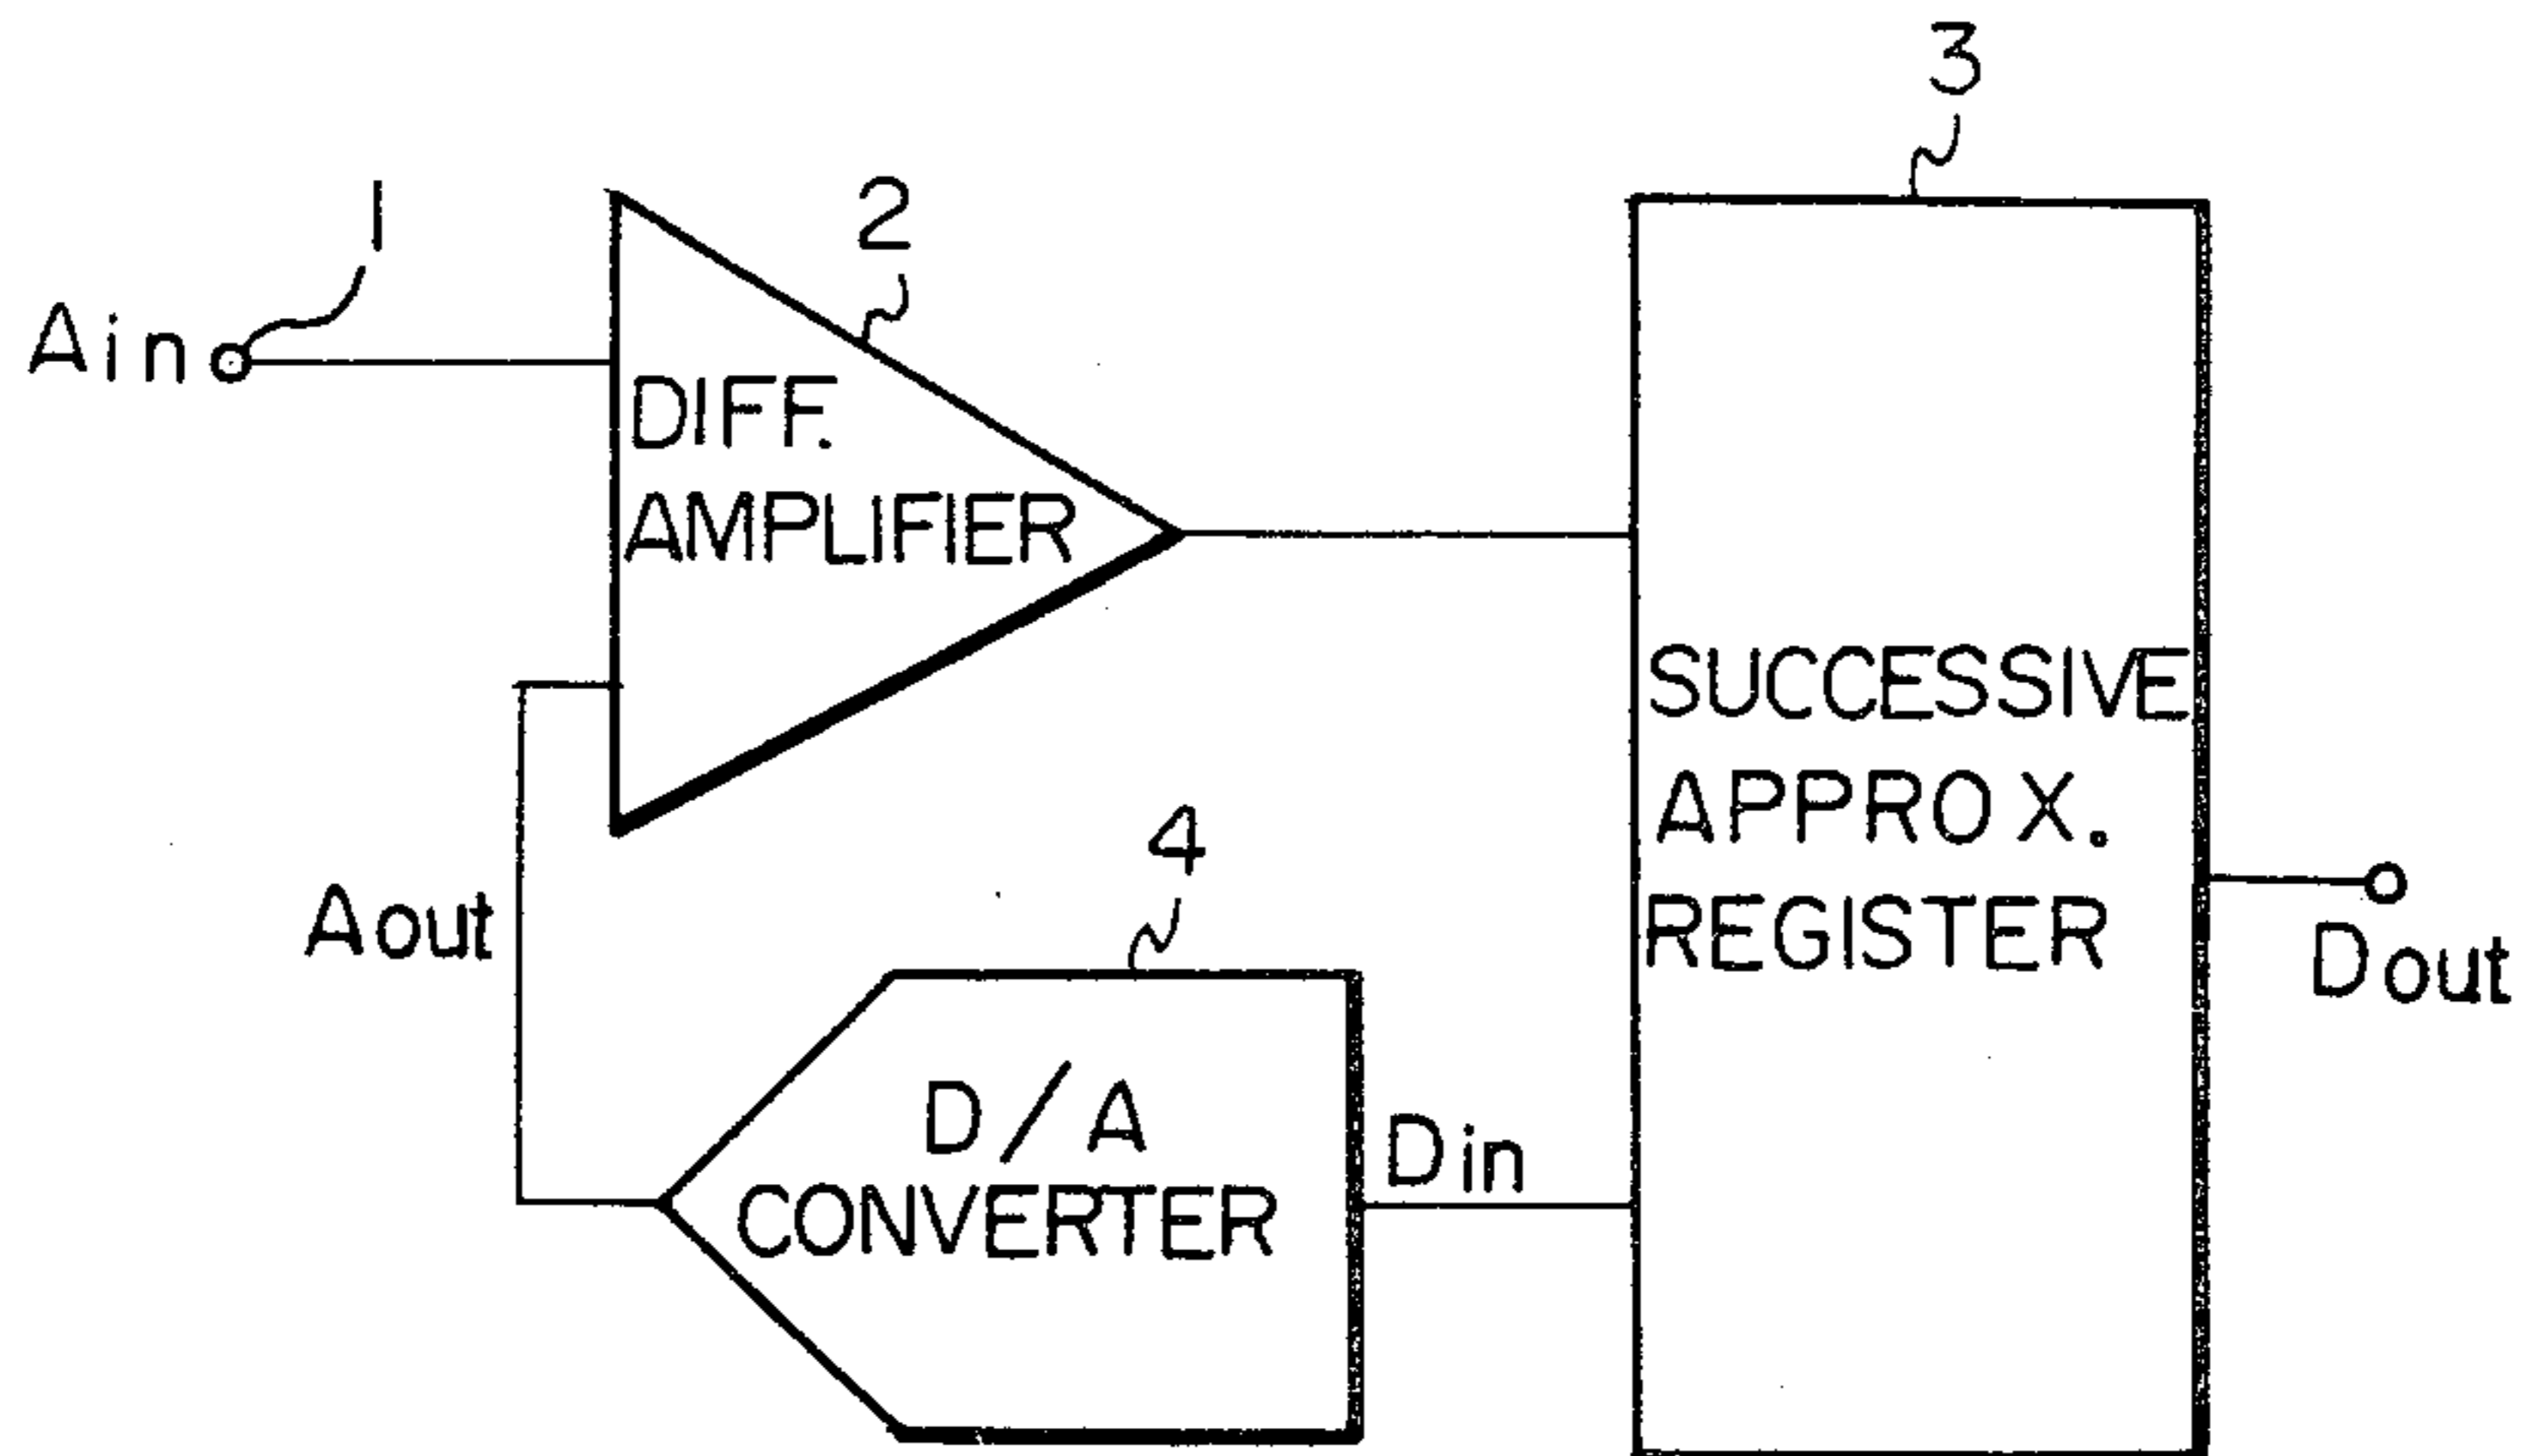 3
1
2
Ain
DIFF.
AMPLIFIER
SUCCESSIVE
APPROX.
REGISTER
4
Aout
Dout
D/A
CONVERTER
Din